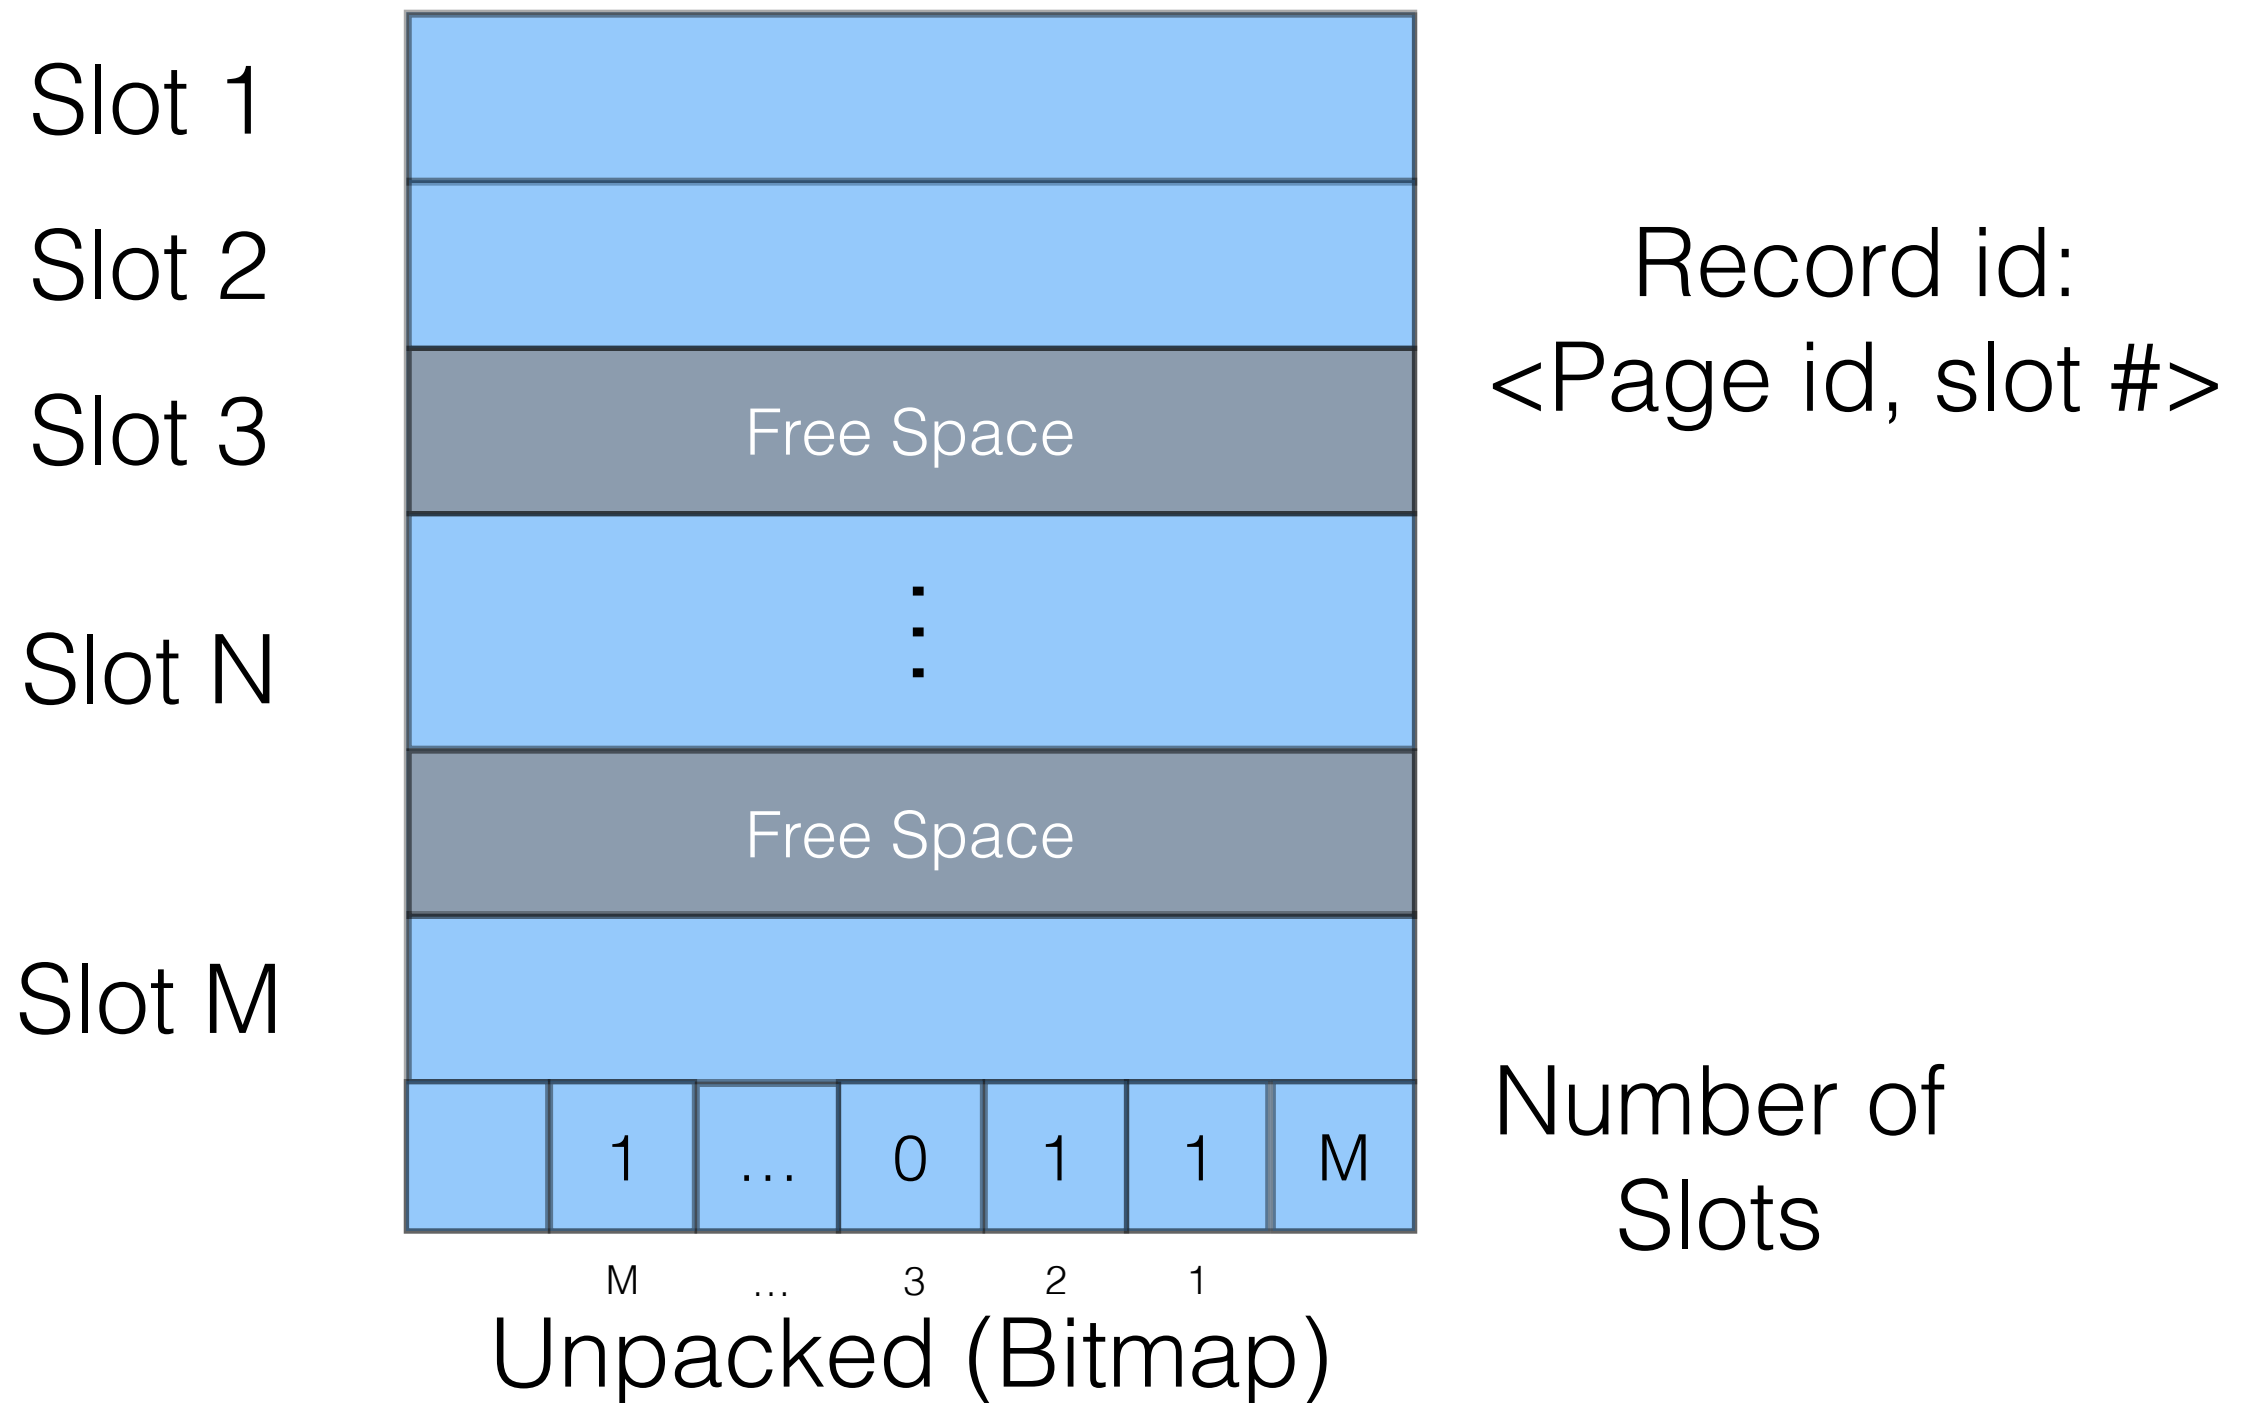 Slot 1
Slot 2
Record id:
<Page id, slot #>
Slot 3
Free Space
Slot N
⋮
Free Space
Slot M
Number of
Slots
1 … 0 1 1 M
M … 3 2 1
Unpacked (Bitmap)